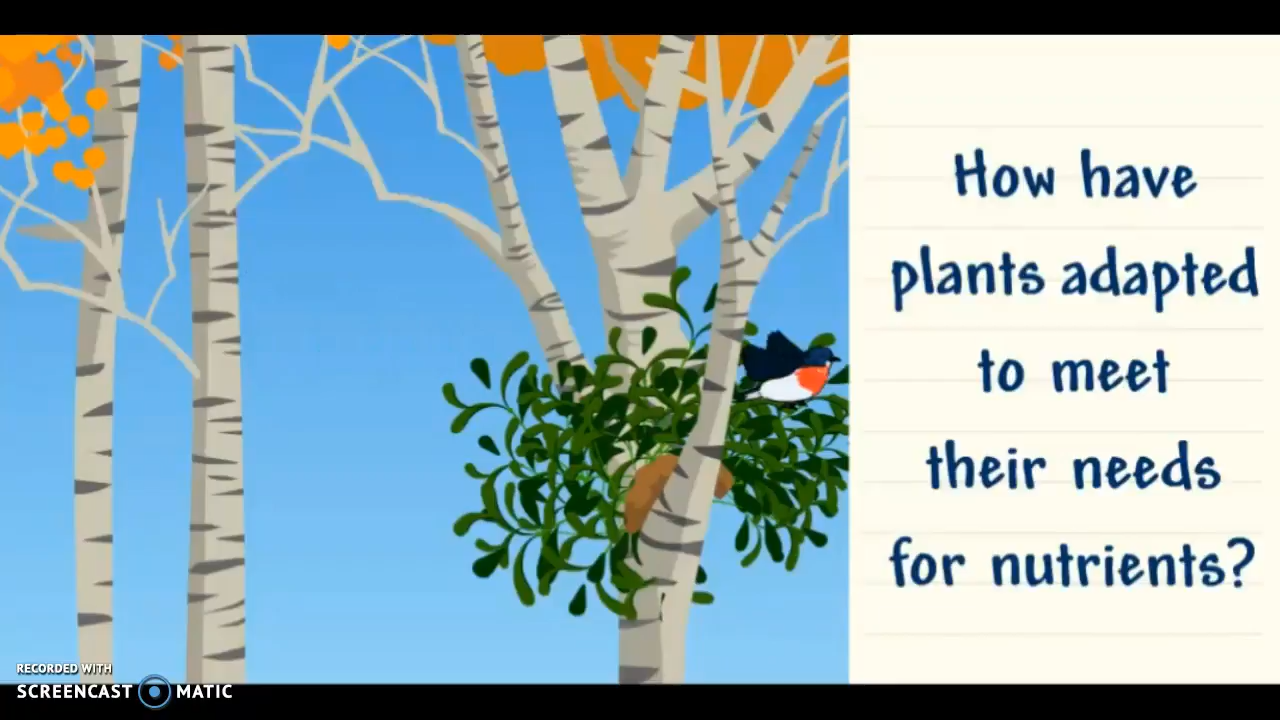 How have
plants adapted
to meet
their needs
for nutrients?
RECORDED WITH
SCREENCAST MATIC